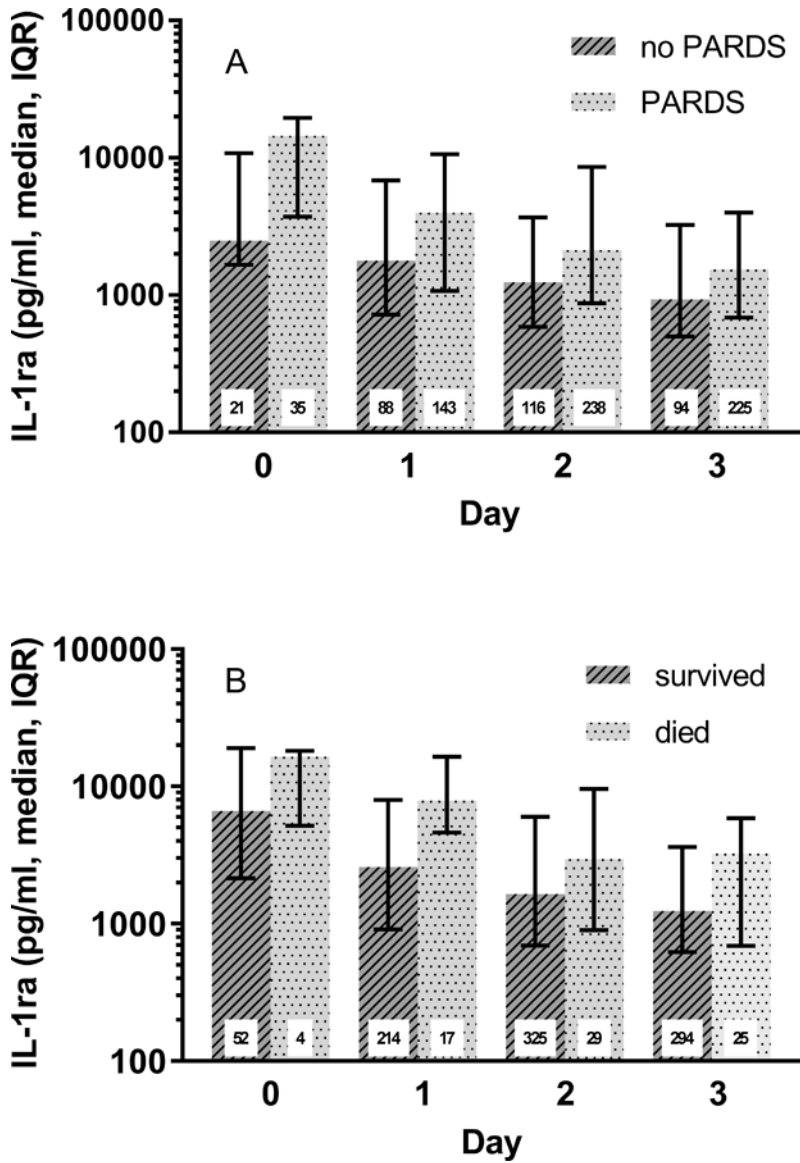 IL-1ra (pg/ml, median, IQR)
100000
10000
1000
100
A
no PARDS
PARDS
21 35 88 143 116 238 94 225
0 1 2 3
Day
IL-1ra (pg/ml, median, IQR)
100000
10000
1000
100
B
survived
died
52 4 214 17 325 29 294 25
0 1 2 3
Day